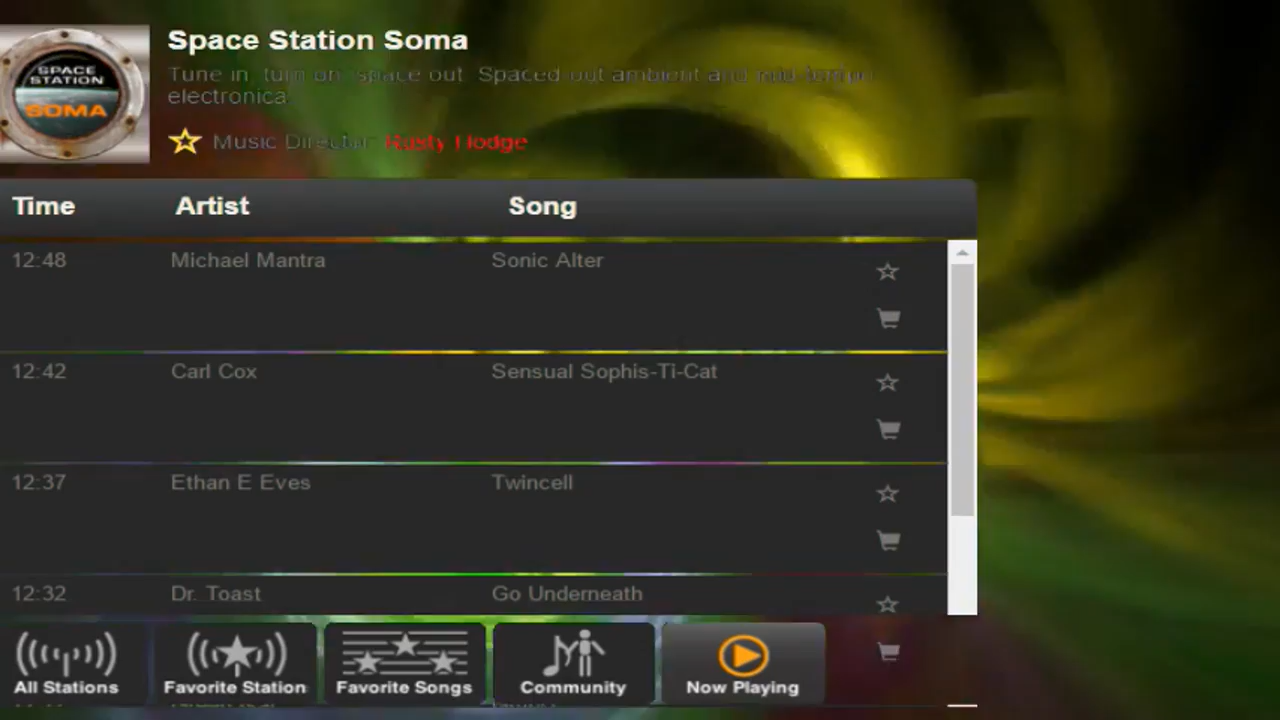 Space Station Soma
SPACE
STATION
SOMA
Tune in, turn on, space out. Spaced-out ambient and mid-tempo
electronica.
Music Director: Rusty Hodge
Time Artist Song
12:48 Michael Mantra Sonic Alter
12:42 Carl Cox Sensual Sophis-Ti-Cat
12:37 Ethan E Eves Twincell
12:32 Dr. Toast Go Underneath
All Stations Favorite Station Favorite Songs Community Now Playing